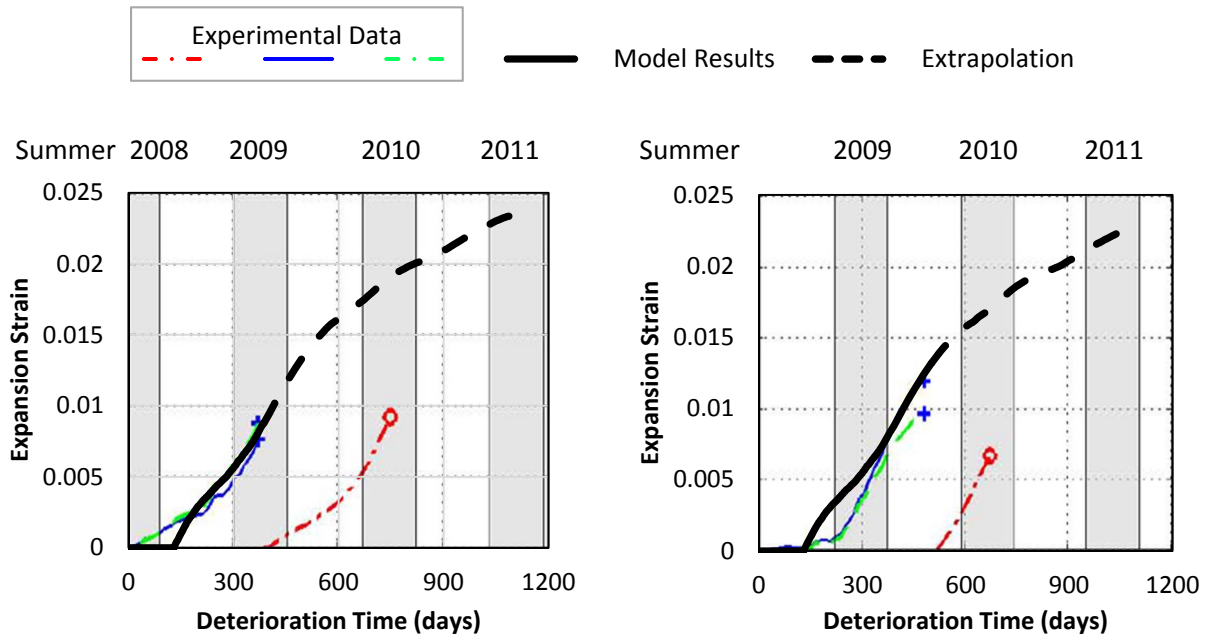 Experimental Data
Model Results
Extrapolation
Summer 2008 2009 2010 2011
0.025
0.02
0.015
0.01
0.005
0
Expansion Strain
0 300 600 900 1200
Deterioration Time (days)
Summer 2009 2010 2011
0.025
0.02
0.015
0.01
0.005
0
Expansion Strain
0 300 600 900 1200
Deterioration Time (days)